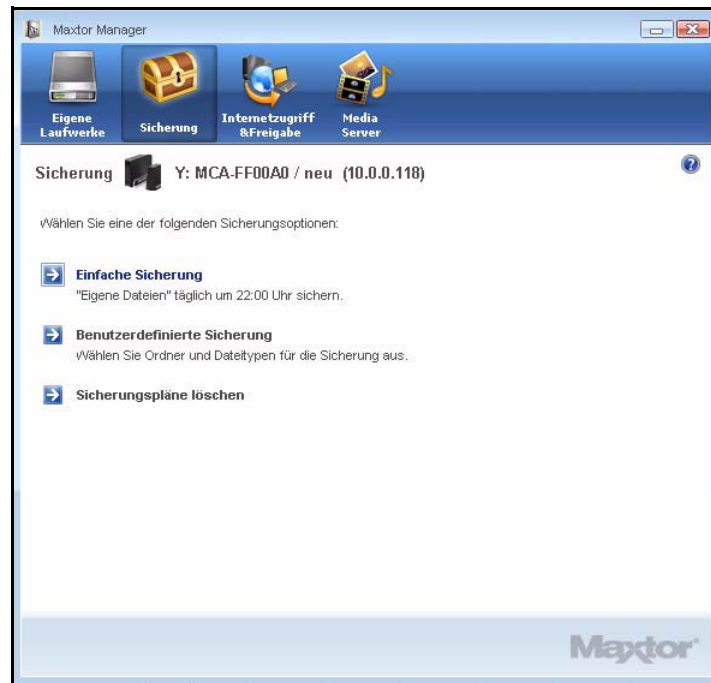 Maxtor Manager
Eigene
Laufwerke
Sicherung
Internetzugriff
&Freigabe
Media
Server
Sicherung Y: MCA-FF00A0 / neu (10.0.0.118)
?
Wählen Sie eine der folgenden Sicherungsoptionen:
Einfache Sicherung
"Eigene Dateien" täglich um 22:00 Uhr sichern.
Benutzerdefinierte Sicherung
Wählen Sie Ordner und Dateitypen für die Sicherung aus.
Sicherungspläne löschen
Maxtor